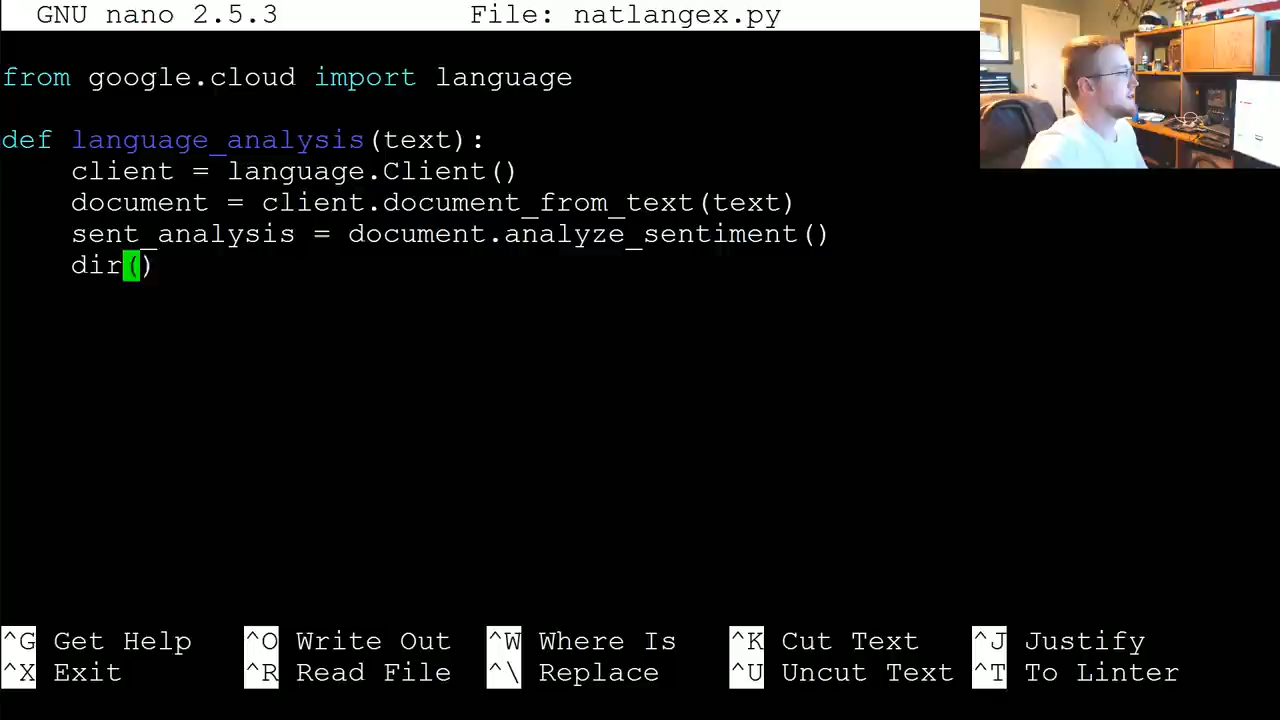 GNU nano 2.5.3 File: natlangex.py
from google.cloud import language
def language_analysis(text):
    client = language.Client()
    document = client.document_from_text(text)
    sent_analysis = document.analyze_sentiment()
    dir()
^G Get Help ^O Write Out ^W Where Is ^K Cut Text ^J Justify
^X Exit ^R Read File ^\ Replace ^U Uncut Text ^T To Linter